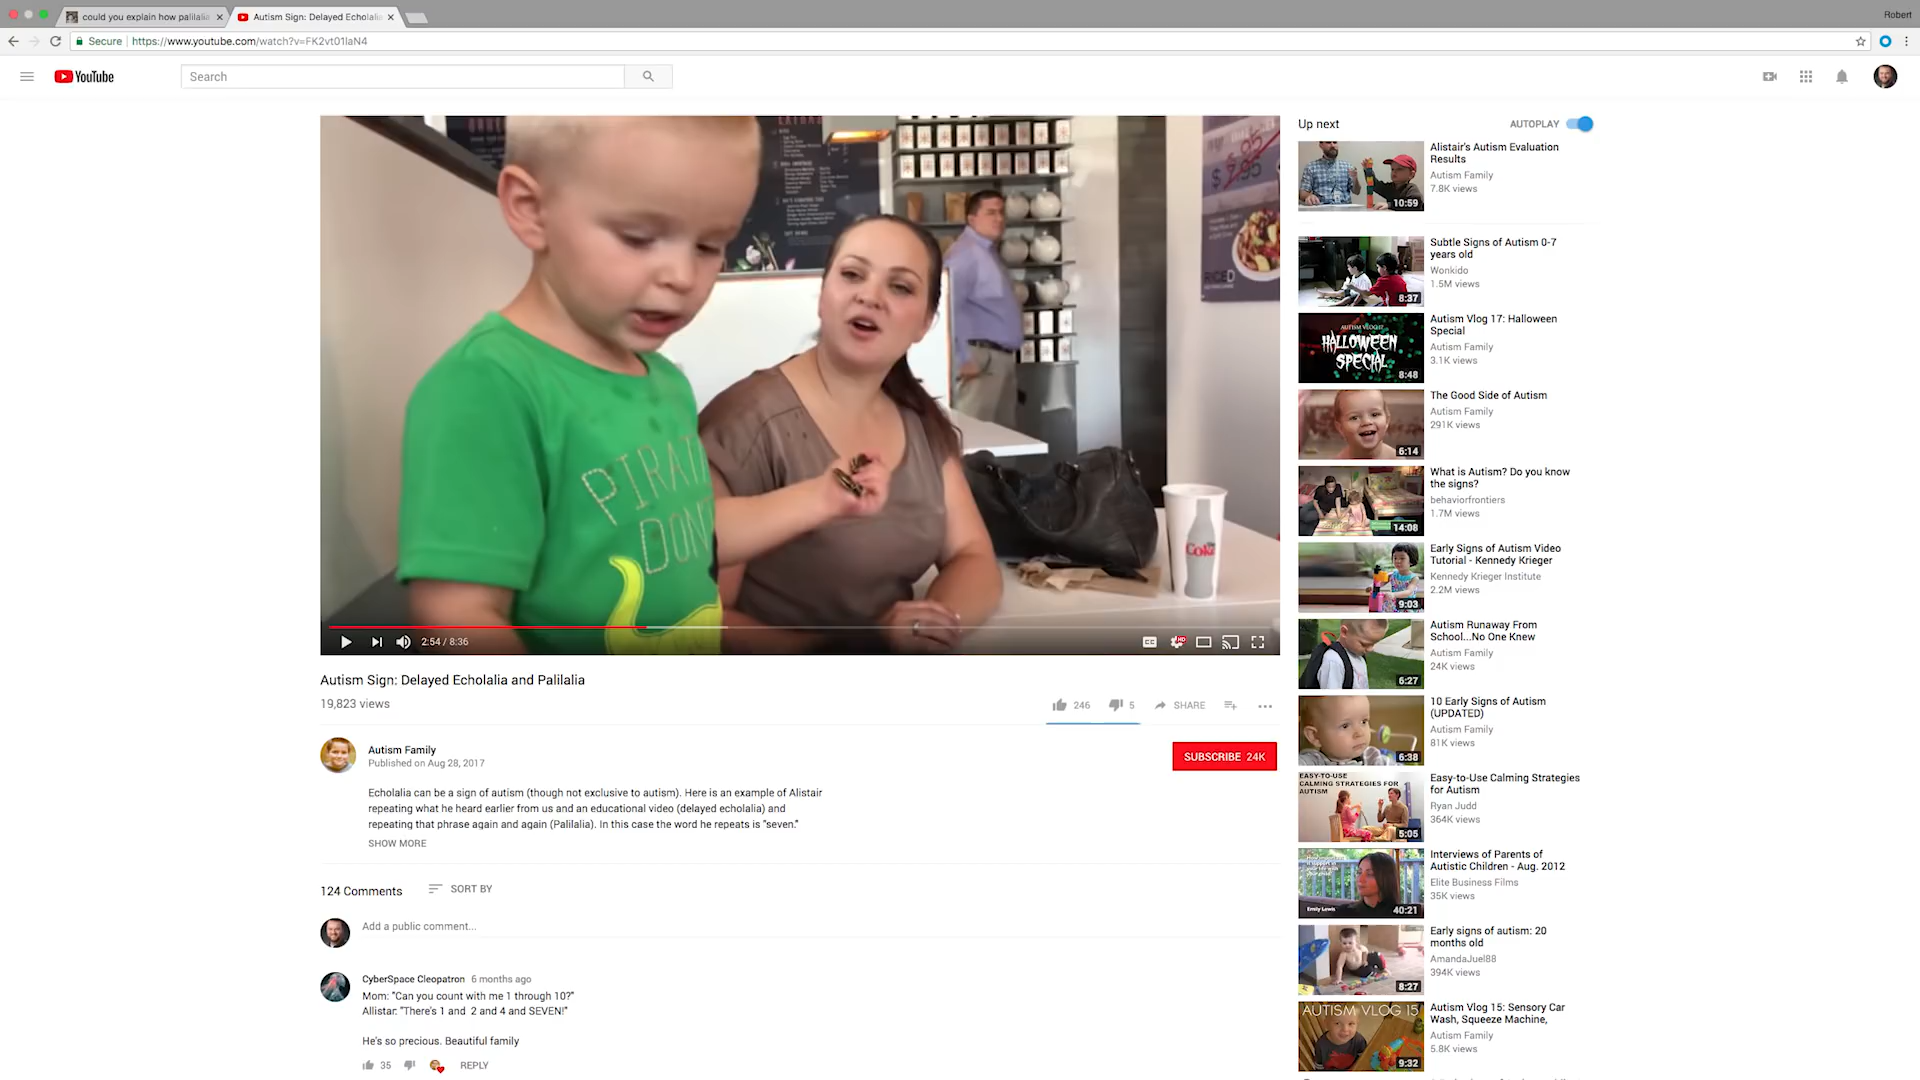 could you explain how palilalia
Autism Sign: Delayed Echolalia
Robert
Secure https://www.youtube.com/watch?v=FK2vt01laN4
YouTube
Search
PIRAT
DON'
Coke
2:54 / 8:36
CC
HD
Autism Sign: Delayed Echolalia and Palilalia
19,823 views
246
5
SHARE
Autism Family
Published on Aug 28, 2017
SUBSCRIBE 24K
Echolalia can be a sign of autism (though not exclusive to autism). Here is an example of Alistair
repeating what he heard earlier from us and an educational video (delayed echolalia) and
repeating that phrase again and again (Palilalia). In this case the word he repeats is "seven."
SHOW MORE
124 Comments
SORT BY
Add a public comment...
CyberSpace Cleopatron 6 months ago
Mom: "Can you count with me 1 through 10?"
Allistar: "There's 1 and 2 and 4 and SEVEN!"
He's so precious. Beautiful family
35
REPLY
Up next
AUTOPLAY
10:59
Alistair's Autism Evaluation
Results
Autism Family
7.8K views
8:37
Subtle Signs of Autism 0-7
years old
Wonkido
1.5M views
AUTISM VLOG 17
HALLOWEEN
SPECIAL
8:48
Autism Vlog 17: Halloween
Special
Autism Family
3.1K views
6:14
The Good Side of Autism
Autism Family
291K views
14:08
What is Autism? Do you know
the signs?
behaviorfrontiers
1.7M views
9:03
Early Signs of Autism Video
Tutorial - Kennedy Krieger
Kennedy Krieger Institute
2.2M views
6:27
Autism Runaway From
School...No One Knew
Autism Family
24K views
6:38
10 Early Signs of Autism
(UPDATED)
Autism Family
81K views
EASY-TO-USE
CALMING STRATEGIES FOR
AUTISM
5:05
Easy-to-Use Calming Strategies
for Autism
Ryan Judd
364K views
Emily Lewis
40:21
Interviews of Parents of
Autistic Children - Aug. 2012
Elite Business Films
35K views
8:27
Early signs of autism: 20
months old
AmandaJuel88
394K views
AUTISM VLOG 15
9:32
Autism Vlog 15: Sensory Car
Wash, Squeeze Machine,
Autism Family
5.8K views